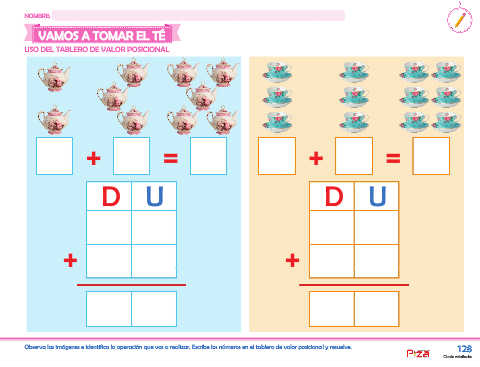 NOMBRE
VAMOS A TOMAR EL TÉ
USO DEL TABLERO DE VALOR POSICIONAL
+ =
+ =
D U
+
D U
+
Observa las imágenes e identifica la operación que vas a realizar. Escribe los números en el tablero de valor posicional y resuelve.
123